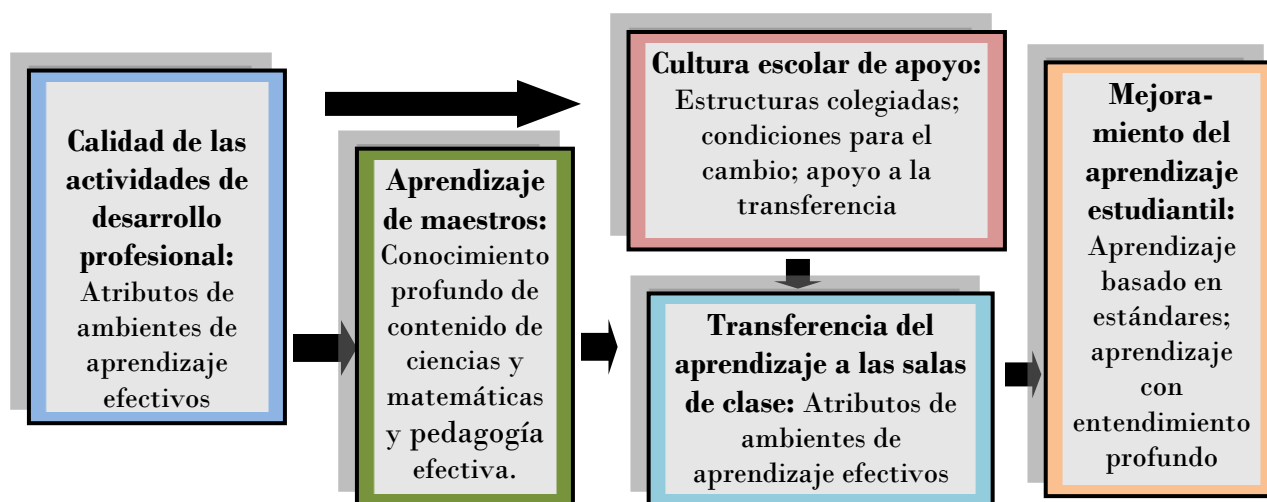 Calidad de las
actividades de
desarrollo
profesional:
Atributos de
ambientes de
aprendizaje
efectivos
Aprendizaje
de maestros:
Conocimiento
profundo de
contenido de
ciencias y
matemáticas
y pedagogía
efectiva.
Cultura escolar de apoyo:
Estructuras colegiadas;
condiciones para el
cambio; apoyo a la
transferencia
Transferencia del
aprendizaje a las salas
de clase: Atributos de
ambientes de
aprendizaje efectivos
Mejora-
miento del
aprendizaje
estudiantil:
Aprendizaje
basado en
estándares;
aprendizaje
con
entendimiento
profundo